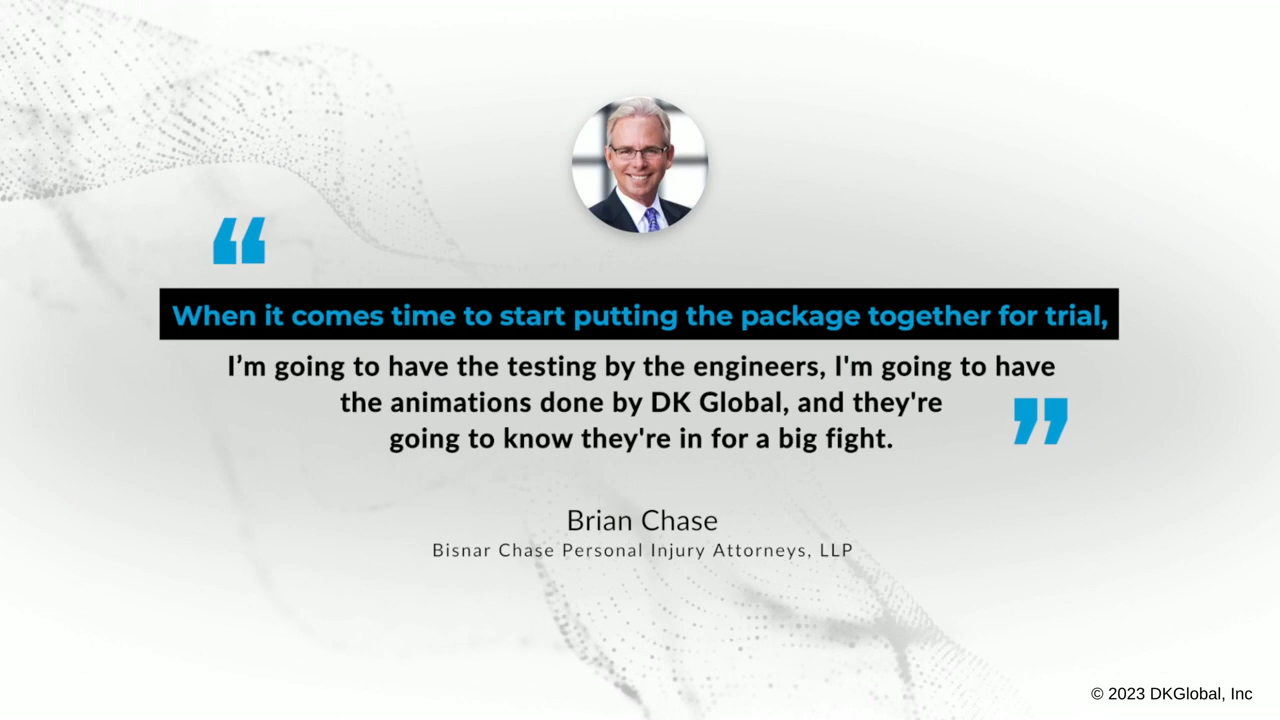 “
When it comes time to start putting the package together for trial,
I’m going to have the testing by the engineers, I'm going to have
the animations done by DK Global, and they're
going to know they're in for a big fight.
”
Brian Chase
Bisnar Chase Personal Injury Attorneys, LLP
© 2023 DKGlobal, Inc